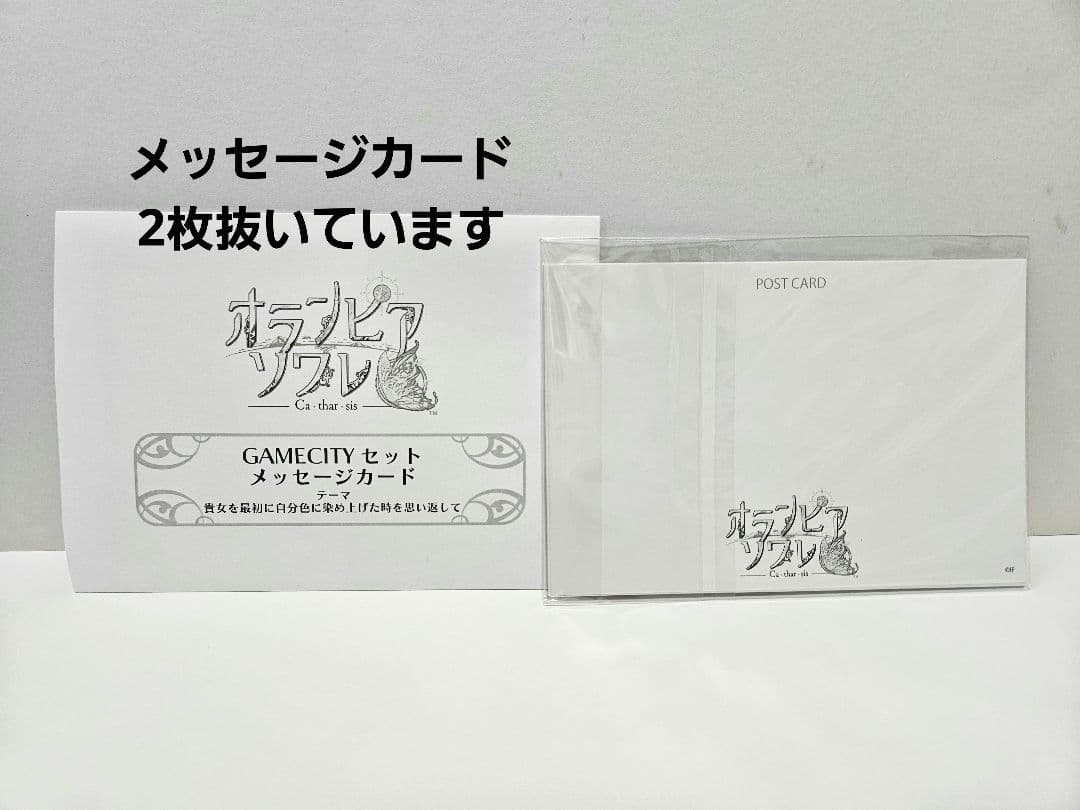 メッセージカード
2枚抜いています
オランピア
ソワレ
Ca・thar・sis
TM
GAMECITY セット
メッセージカード
テーマ
貴女を最初に自分色に染め上げた時を思い返して
POST CARD
オランピア
ソワレ
Ca・thar・sis
TM
©IF